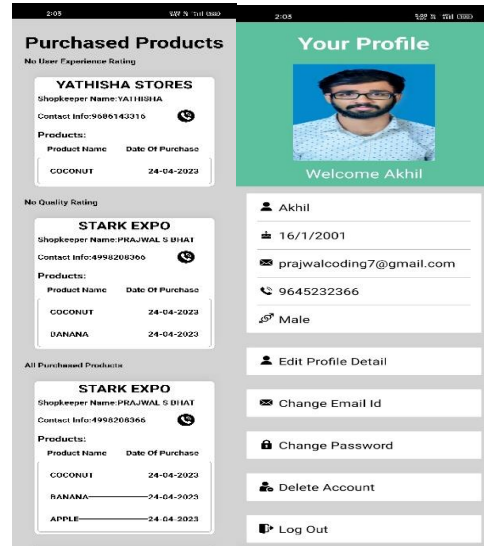 2:05
Purchased Products
No User Experience Rating
YATHISHA STORES
Shopkeeper Name:YATHISHA
Contact Info:9686143316
Products:
Product Name Date Of Purchase
COCONUT 24-04-2023
No Quality Rating
STARK EXPO
Shopkeeper Name:PRAJWAL S BHAT
Contact Info:4998208366
Products:
Product Name Date Of Purchase
COCONUT 24-04-2023
BANANA 24-04-2023
All Purchased Products
STARK EXPO
Shopkeeper Name:PRAJWAL S BHAT
Contact Info:4998208366
Products:
Product Name Date Of Purchase
COCONUT 24-04-2023
BANANA 24-04-2023
APPLE 24-04-2023
2:05
Your Profile
Welcome Akhil
Akhil
16/1/2001
prajwalcoding7@gmail.com
9645232366
Male
Edit Profile Detail
Change Email Id
Change Password
Delete Account
Log Out